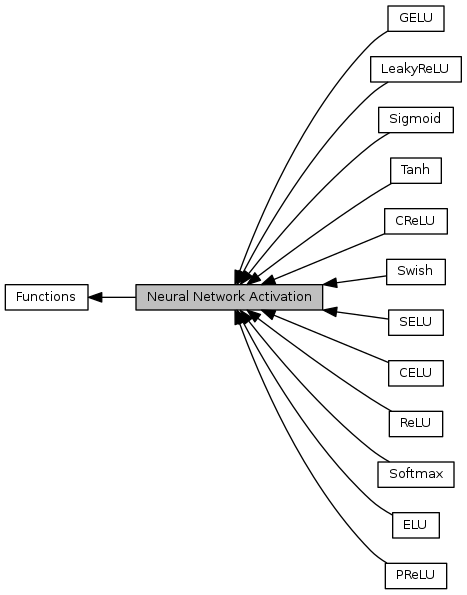 GELU
LeakyReLU
Sigmoid
Tanh
CReLU
Swish
Functions
Neural Network Activation
SELU
CELU
ReLU
Softmax
ELU
PReLU